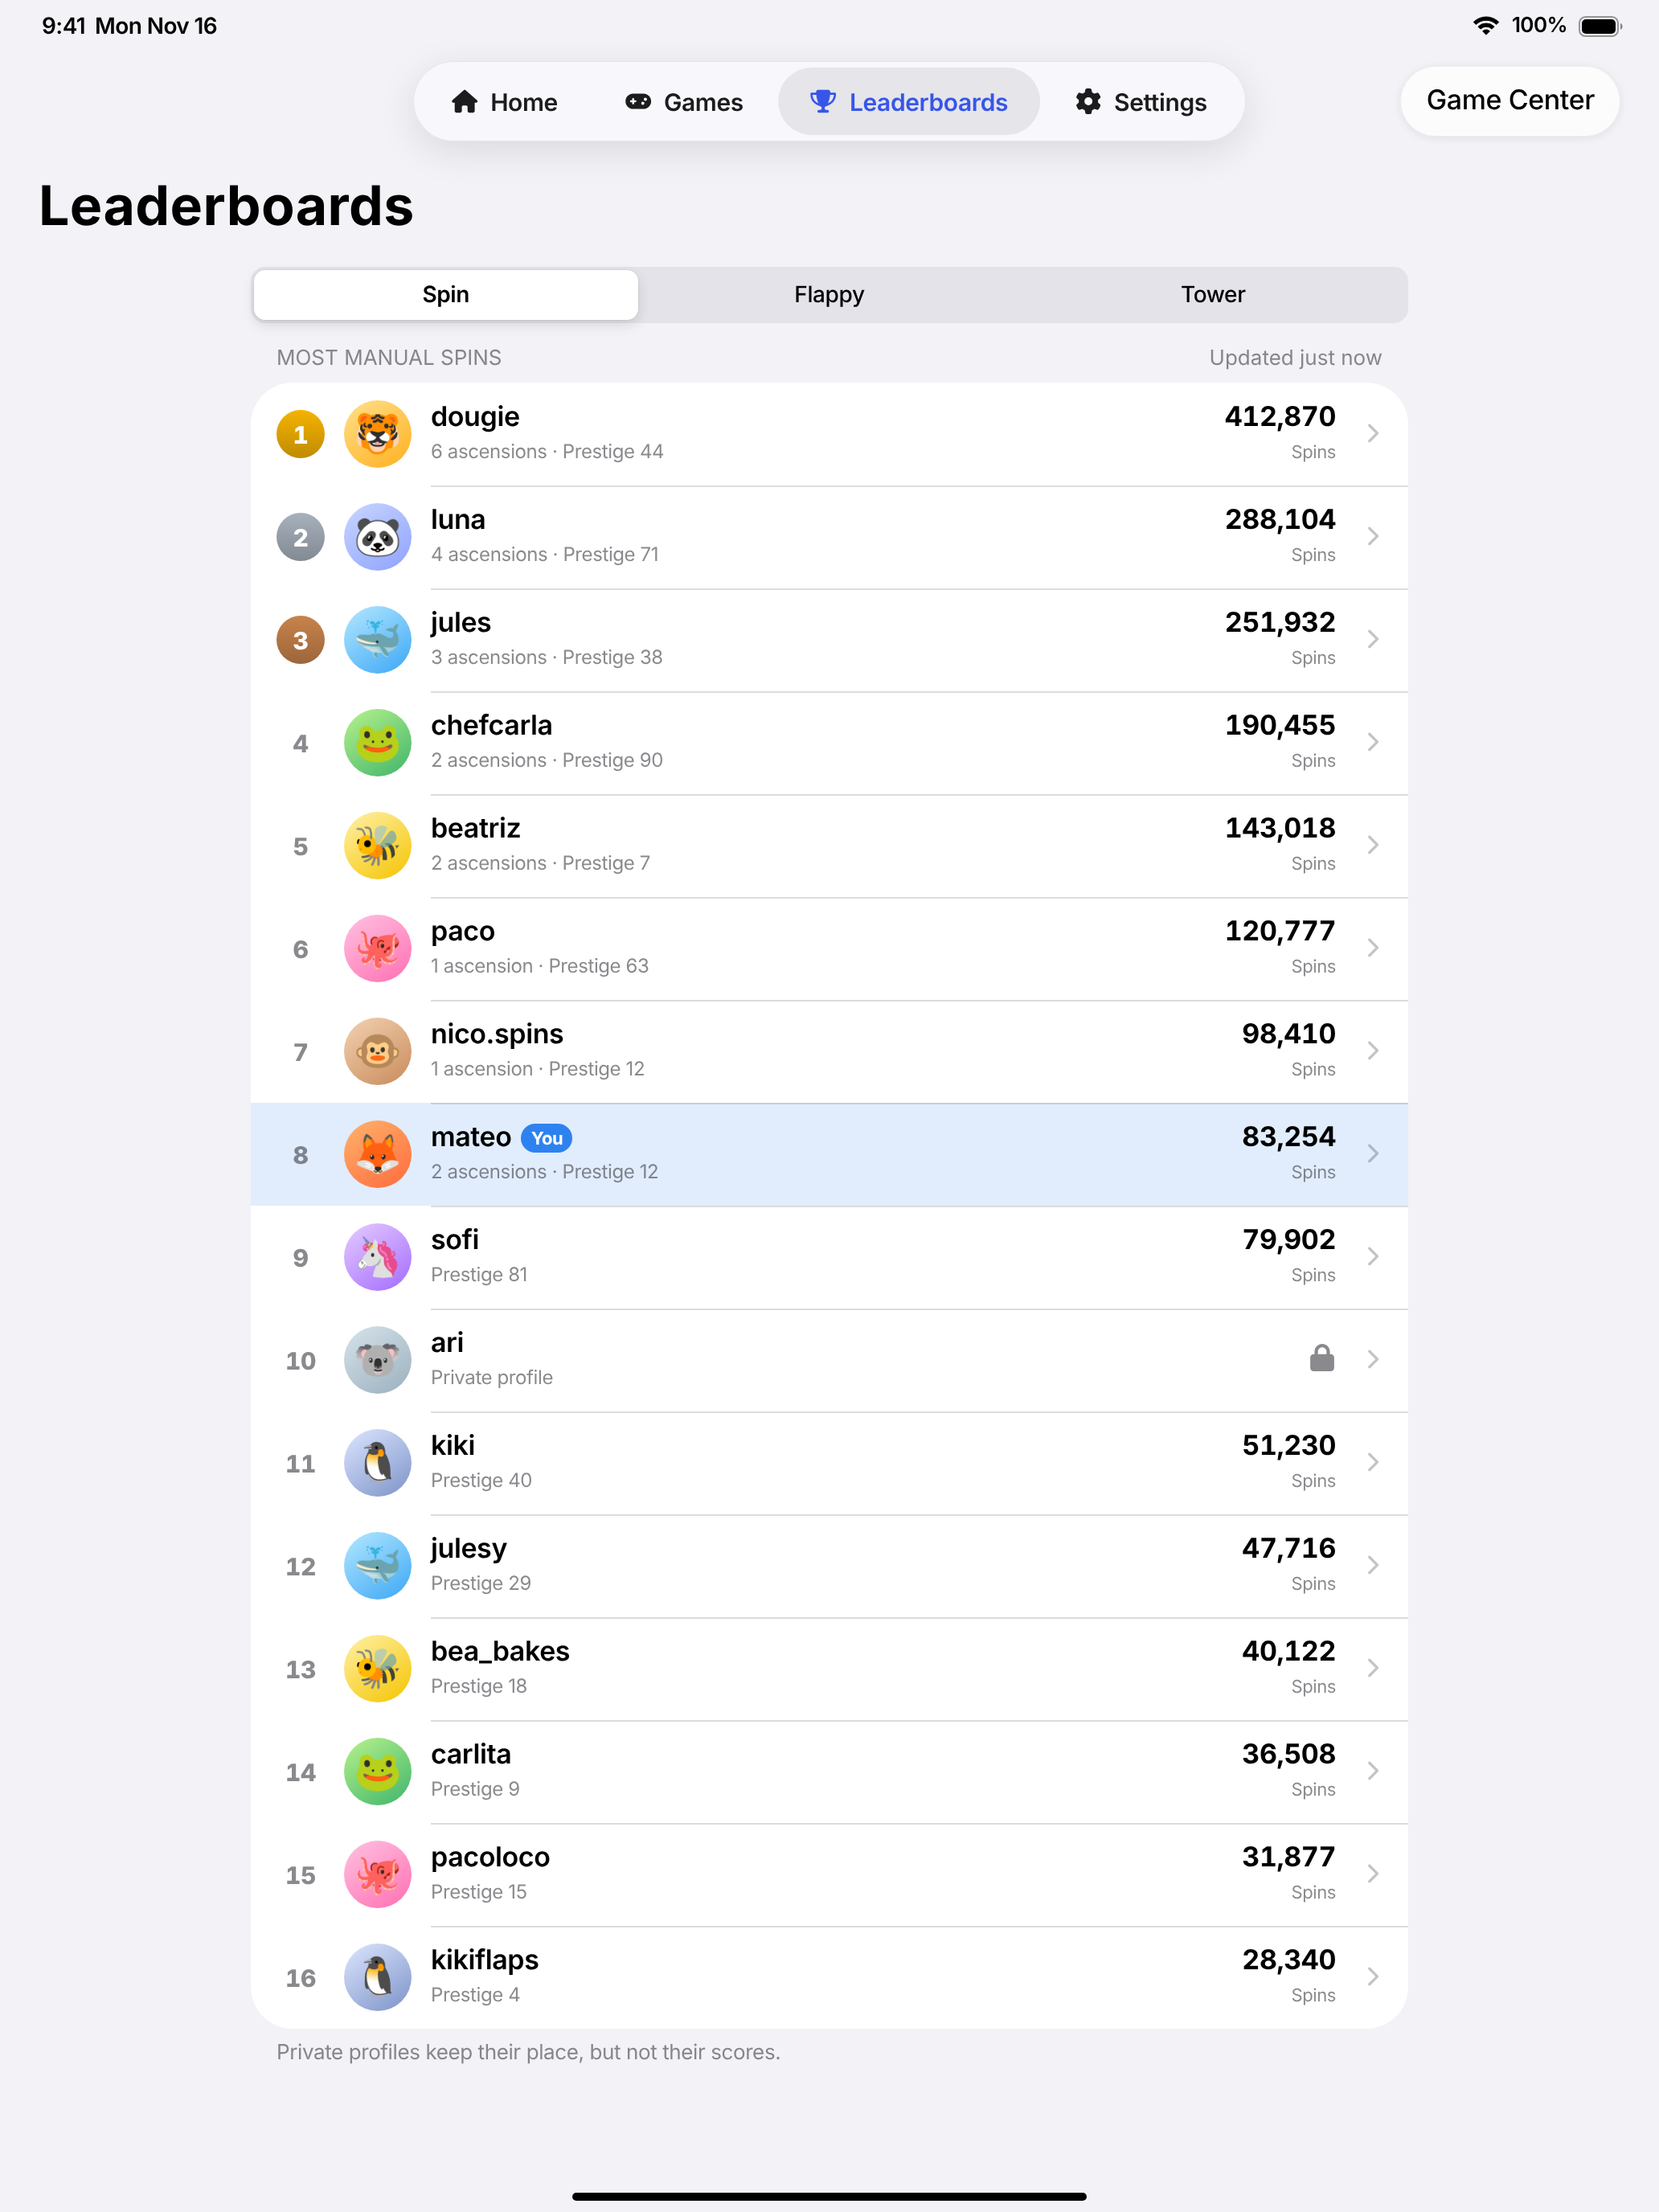 9:41 Mon Nov 16
100%
Home
Games
Leaderboards
Settings
Game Center
Leaderboards
Spin
Flappy
Tower
MOST MANUAL SPINS
Updated just now
1
dougie
6 ascensions · Prestige 44
412,870
Spins
2
luna
4 ascensions · Prestige 71
288,104
Spins
3
jules
3 ascensions · Prestige 38
251,932
Spins
4
chefcarla
2 ascensions · Prestige 90
190,455
Spins
5
beatriz
2 ascensions · Prestige 7
143,018
Spins
6
paco
1 ascension · Prestige 63
120,777
Spins
7
nico.spins
1 ascension · Prestige 12
98,410
Spins
8
mateo You
2 ascensions · Prestige 12
83,254
Spins
9
sofi
Prestige 81
79,902
Spins
10
ari
Private profile
11
kiki
Prestige 40
51,230
Spins
12
julesy
Prestige 29
47,716
Spins
13
bea_bakes
Prestige 18
40,122
Spins
14
carlita
Prestige 9
36,508
Spins
15
pacoloco
Prestige 15
31,877
Spins
16
kikiflaps
Prestige 4
28,340
Spins
Private profiles keep their place, but not their scores.